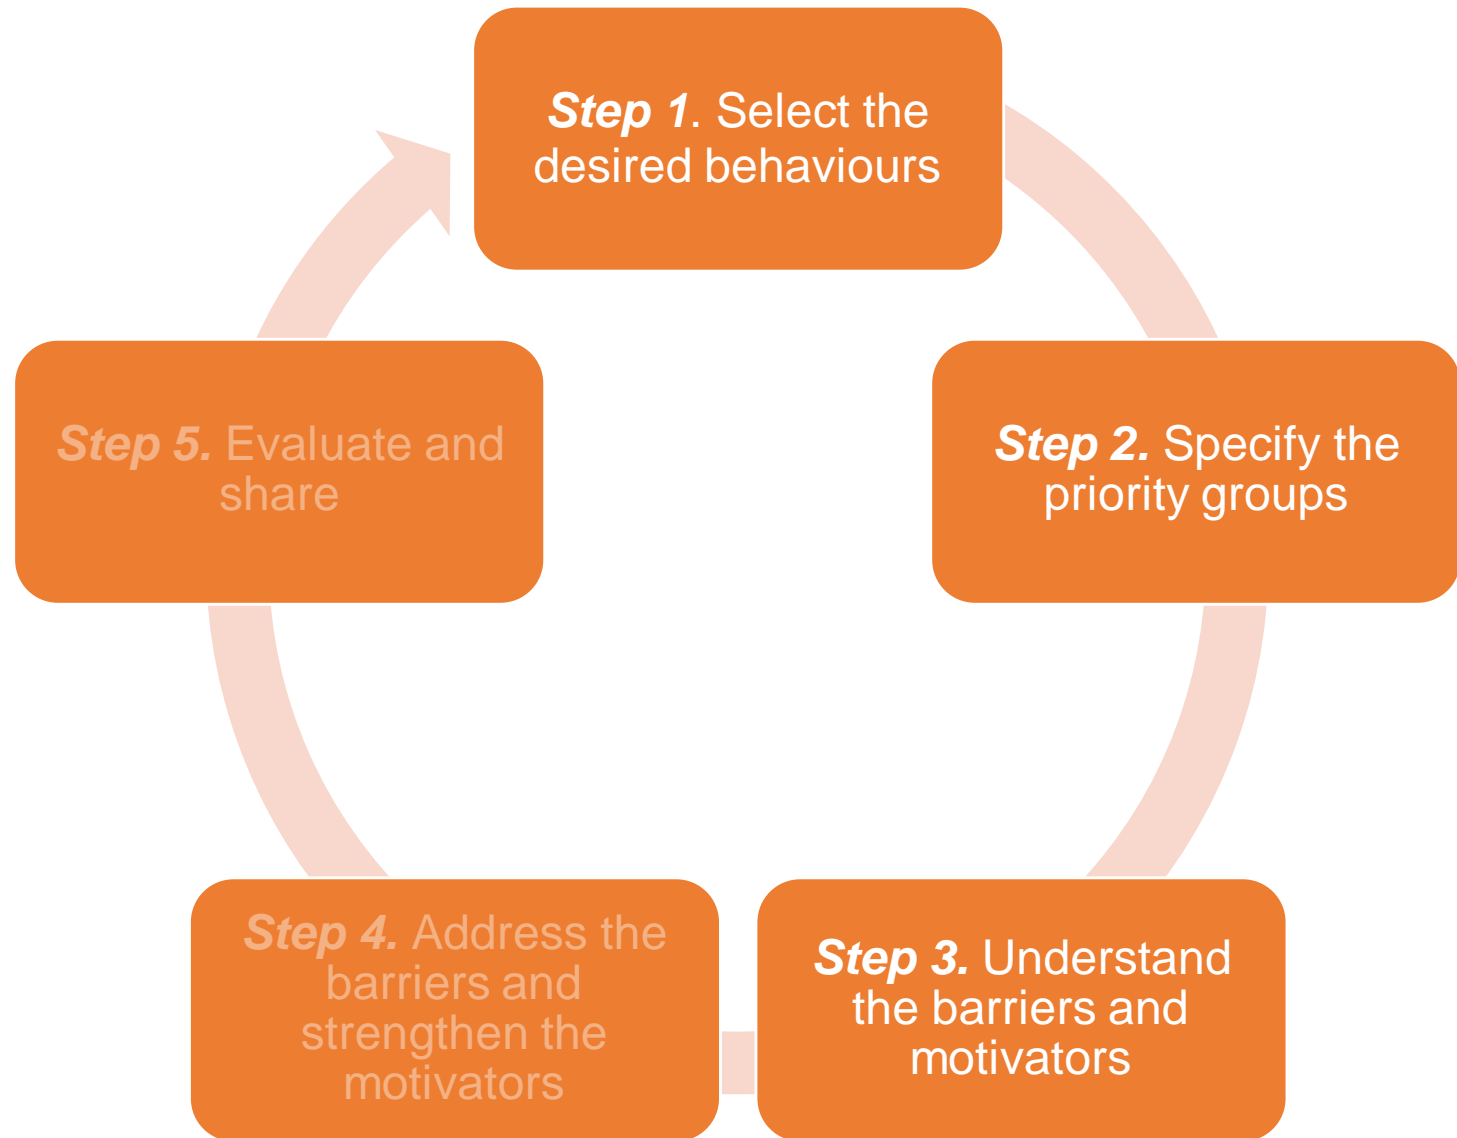 Step 1. Select the
desired behaviours
Step 2. Specify the
priority groups
Step 3. Understand
the barriers and
motivators
Step 4. Address the
barriers and
strengthen the
motivators
Step 5. Evaluate and
share